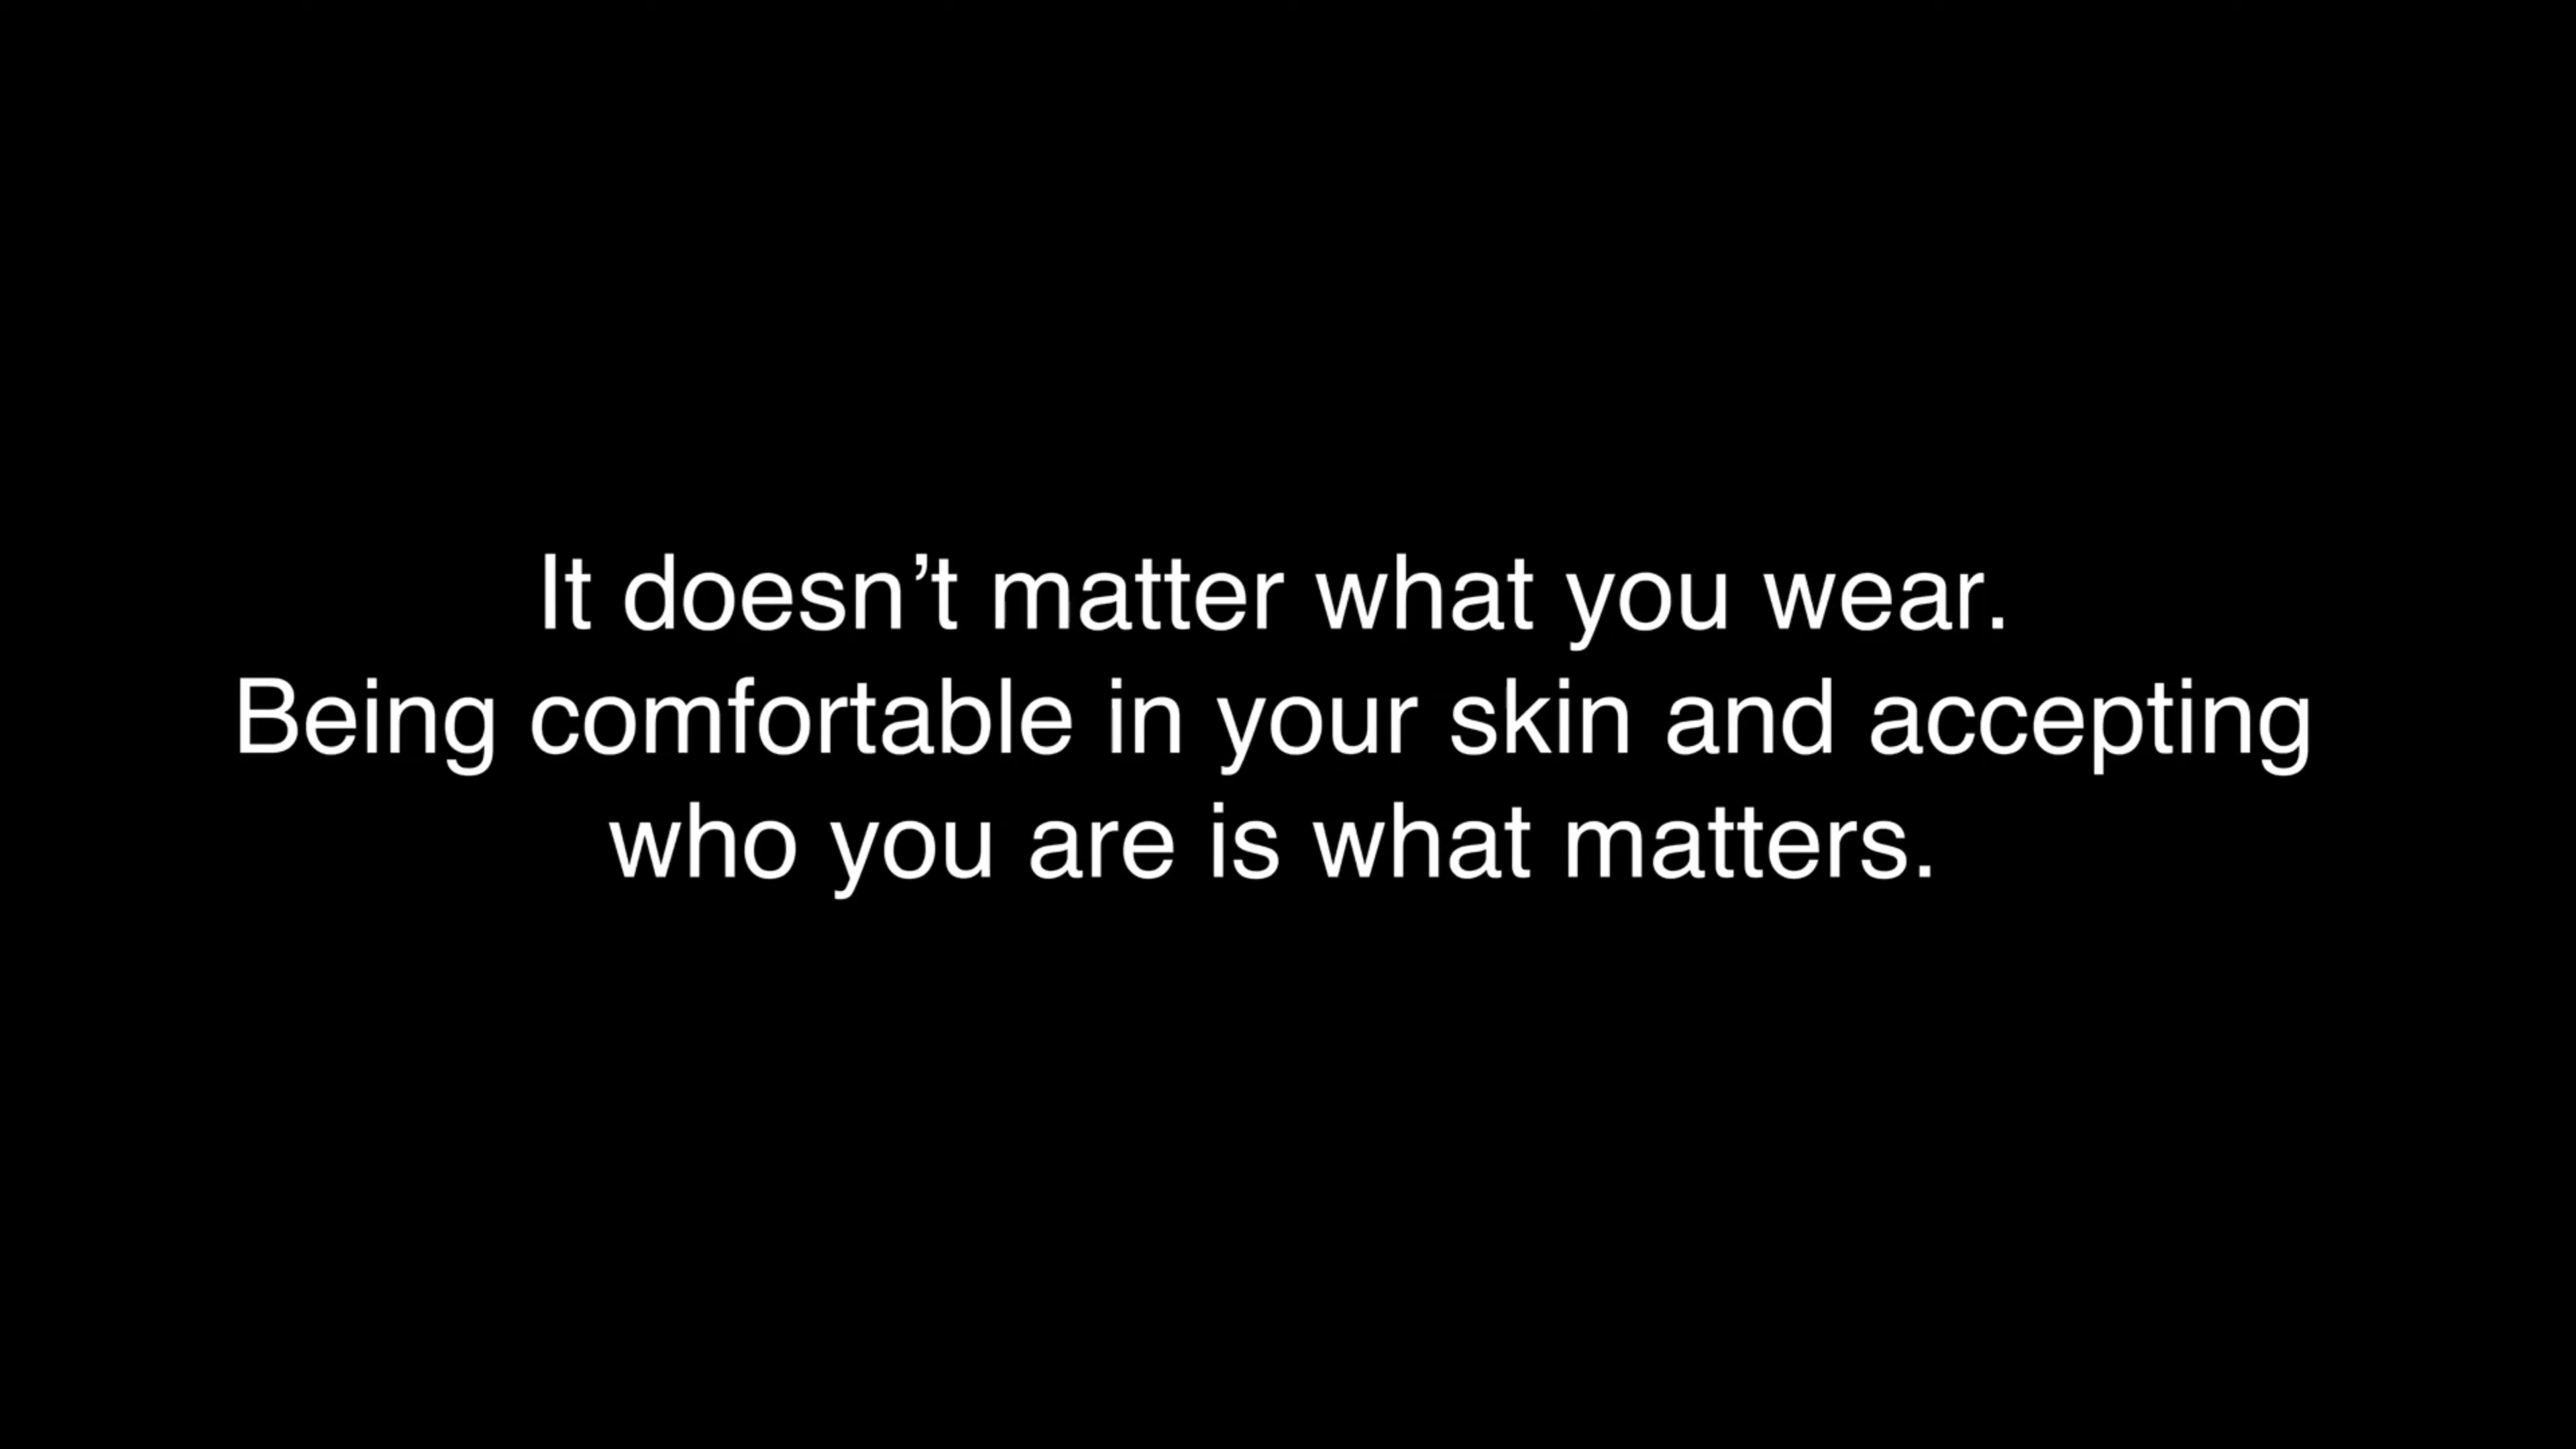 It doesn’t matter what you wear.
Being comfortable in your skin and accepting
who you are is what matters.